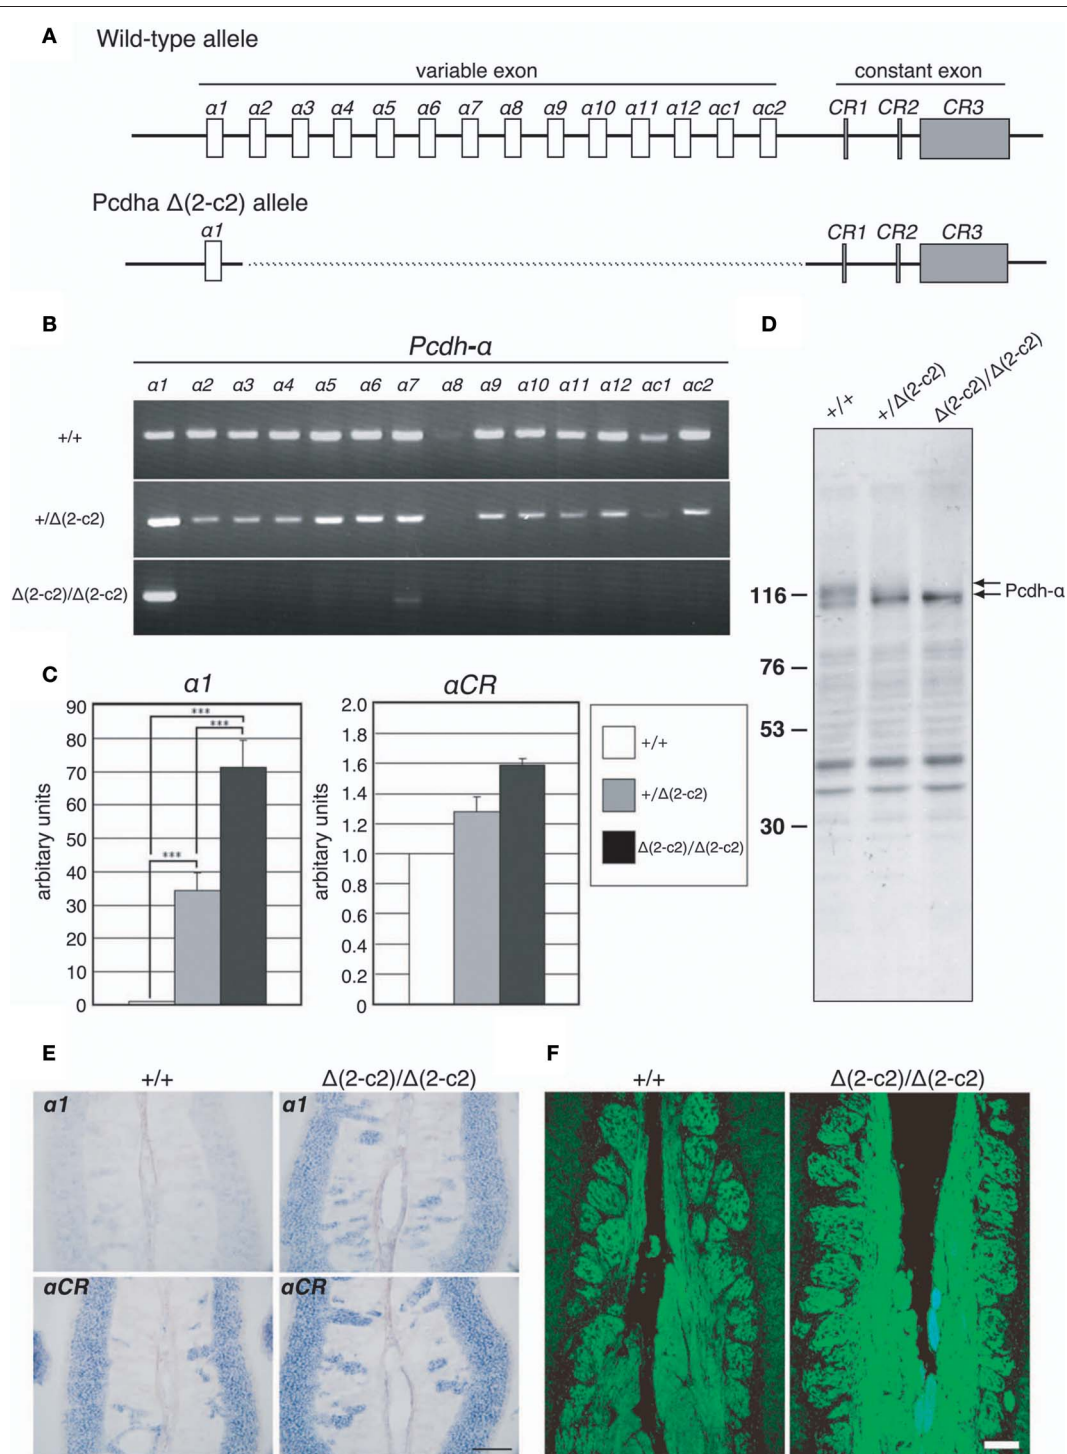 A
Wild-type allele
variable exon
constant exon
α1 α2 α3 α4 α5 α6 α7 α8 α9 α10 α11 α12 αc1 αc2 CR1 CR2 CR3
Pcdha Δ(2-c2) allele
α1 CR1 CR2 CR3
B
Pcdh-α
α1 α2 α3 α4 α5 α6 α7 α8 α9 α10 α11 α12 αc1 αc2
+/+
+/Δ(2-c2)
Δ(2-c2)/Δ(2-c2)
D
+/+ +/Δ(2-c2) Δ(2-c2)/Δ(2-c2)
116
Pcdh-α
76
53
30
C
α1
90
80
70
60
50
40
30
20
10
0
arbitary units
***
***
***
αCR
2.0
1.8
1.6
1.4
1.2
1.0
0.8
0.6
0.4
0.2
0
arbitary units
+/+
+/Δ(2-c2)
Δ(2-c2)/Δ(2-c2)
E
+/+ Δ(2-c2)/Δ(2-c2)
α1 α1
αCR αCR
F
+/+ Δ(2-c2)/Δ(2-c2)